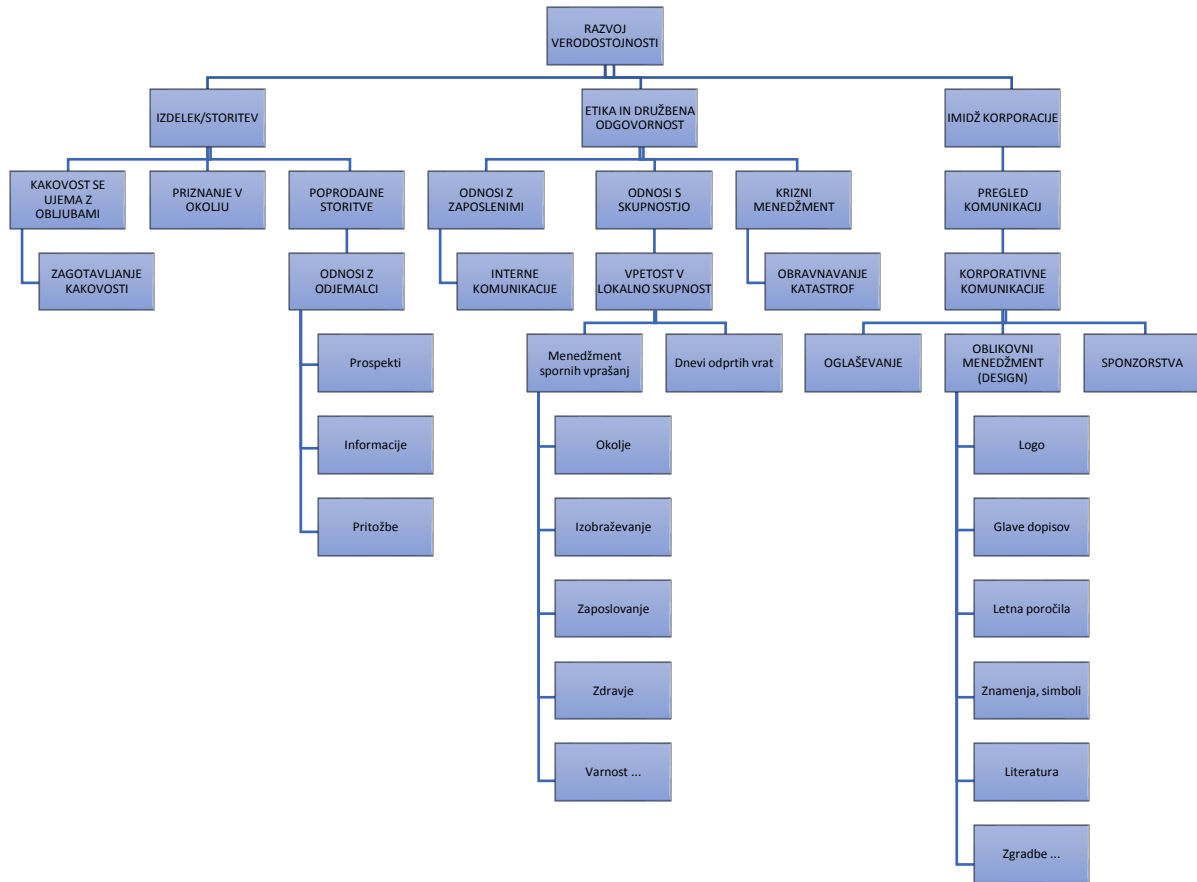 RAZVOJ
VERODOSTOJNOSTI
IZDELEK/STORITEV
ETIKA IN DRUŽBENA
ODGOVORNOST
IMIDŽ KORPORACIJE
KAKOVOST SE
UJEMA Z
OBLJUBAMI
PRIZNANJE V
OKOLJU
POPRODAJNE
STORITVE
ODNOSI Z
ZAPOSLENIMI
ODNOSI S
SKUPNOSTJO
KRIZNI
MENEDŽMENT
PREGLED
KOMUNIKACIJ
ZAGOTAVLJANJE
KAKOVOSTI
ODNOSI Z
ODJEMALCI
INTERNE
KOMUNIKACIJE
VPETOST V
LOKALNO SKUPNOST
OBRAVNAVANJE
KATASTROF
KORPORATIVNE
KOMUNIKACIJE
Prospekti
Informacije
Pritožbe
Menedžment
spornih vprašanj
Dnevi odprtih vrat
OGLAŠEVANJE
OBLIKOVNI
MENEDŽMENT
(DESIGN)
SPONZORSTVA
Okolje
Izobraževanje
Zaposlovanje
Zdravje
Varnost ...
Logo
Glave dopisov
Letna poročila
Znamenja, simboli
Literatura
Zgradbe ...